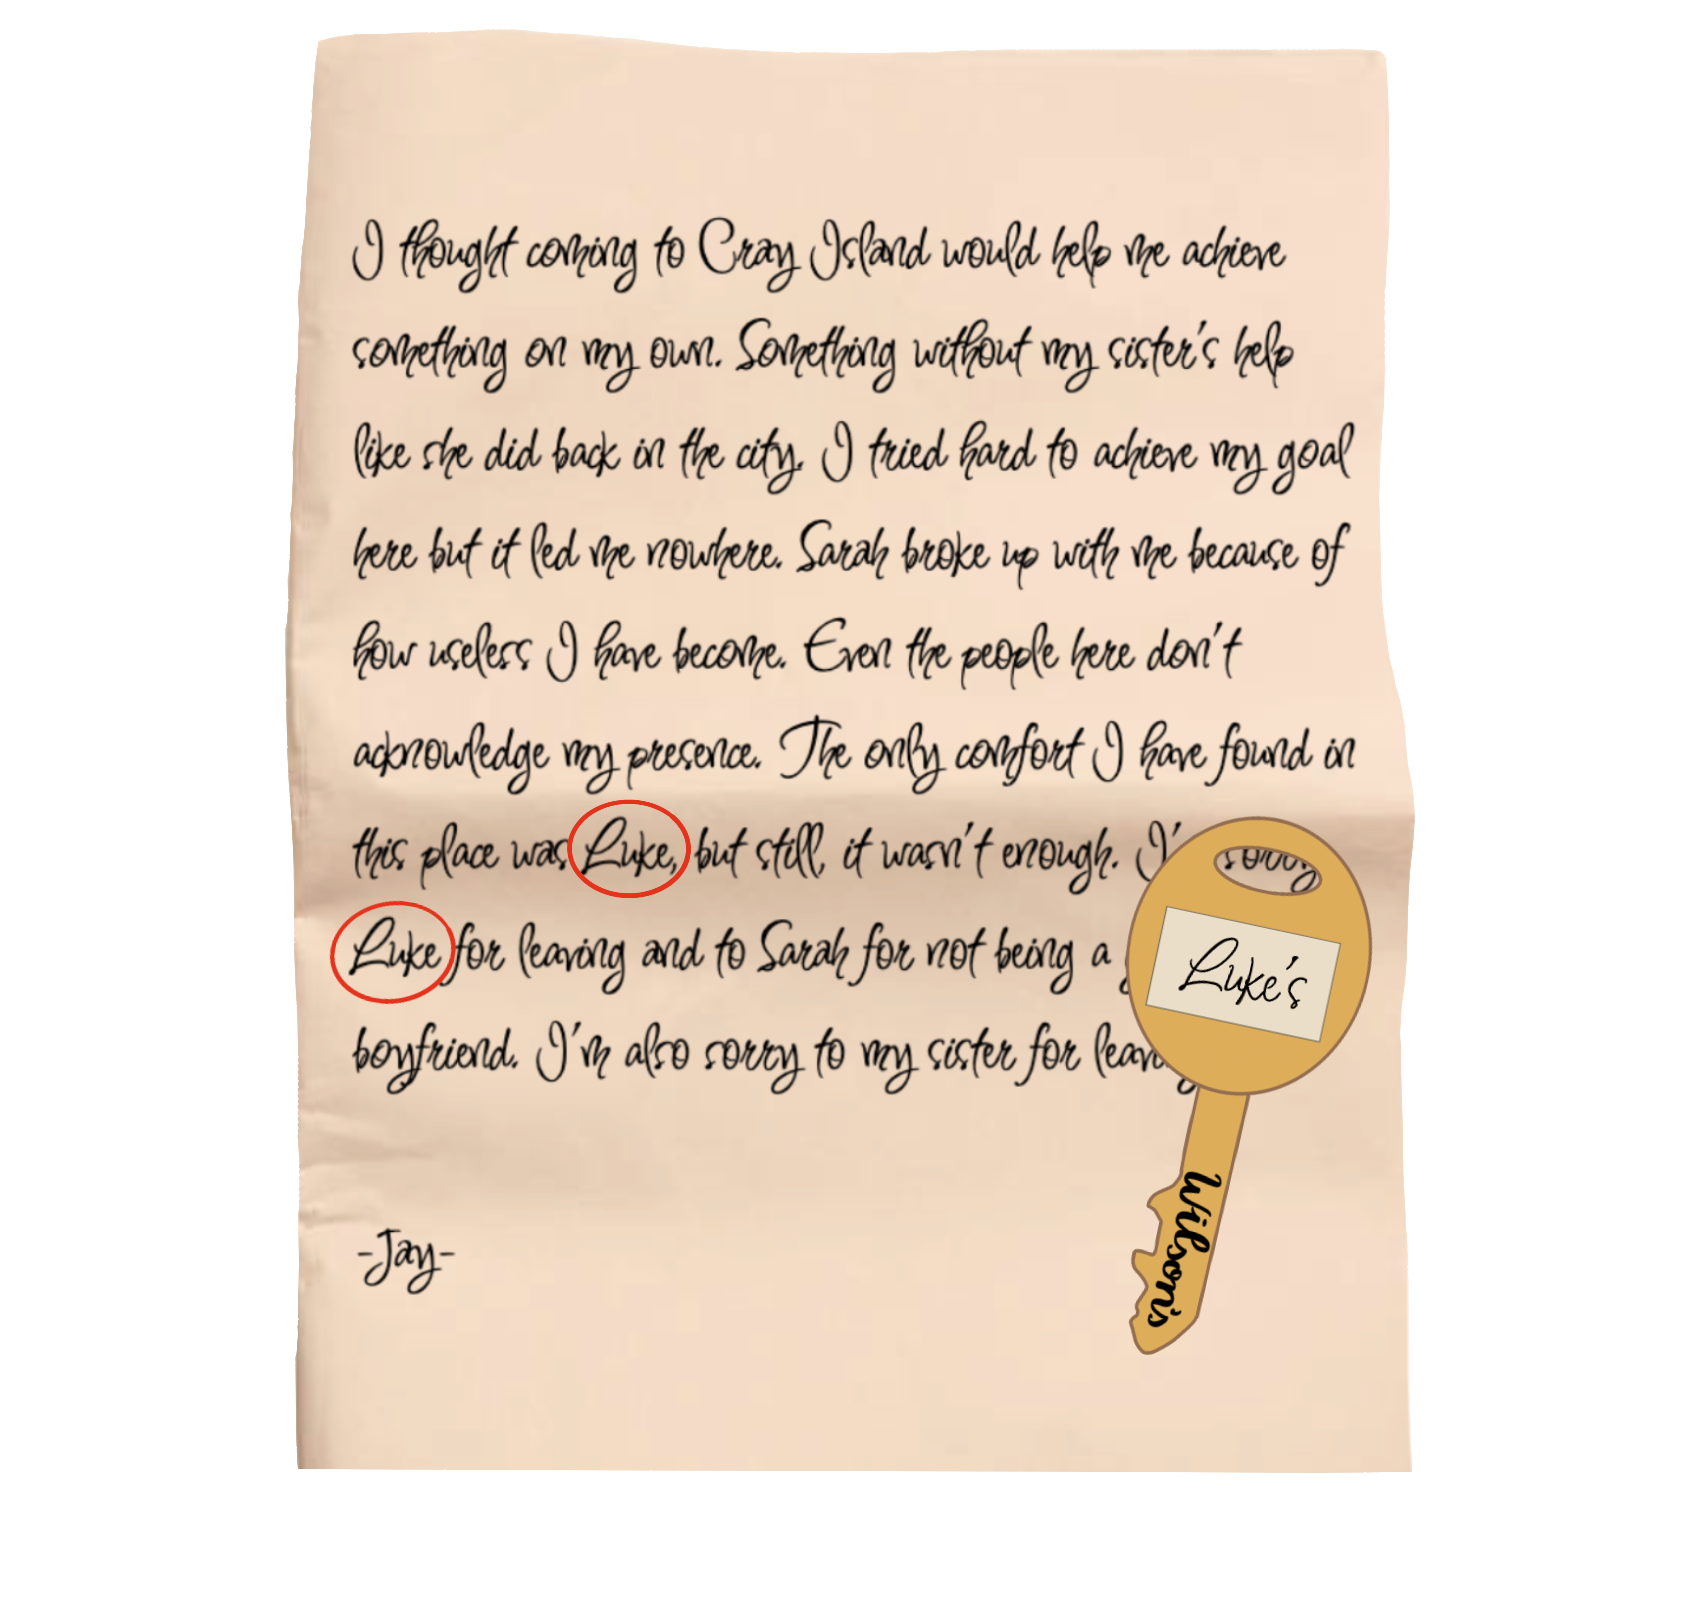 I thought coming to Cray Island would help me achieve
something on my own. Something without my sister's help
like she did back in the city. I tried hard to achieve my goal
here but it led me nowhere. Sarah broke up with me because of
how useless I have become. Even the people here don't
acknowledge my presence. The only comfort I have found in
this place was Luke, but still, it wasn't enough. sorry
Luke for leaving and to Sarah for not being a
boyfriend. I'm also sorry to my sister for leaving
Luke's
Wilson's
-Jay-